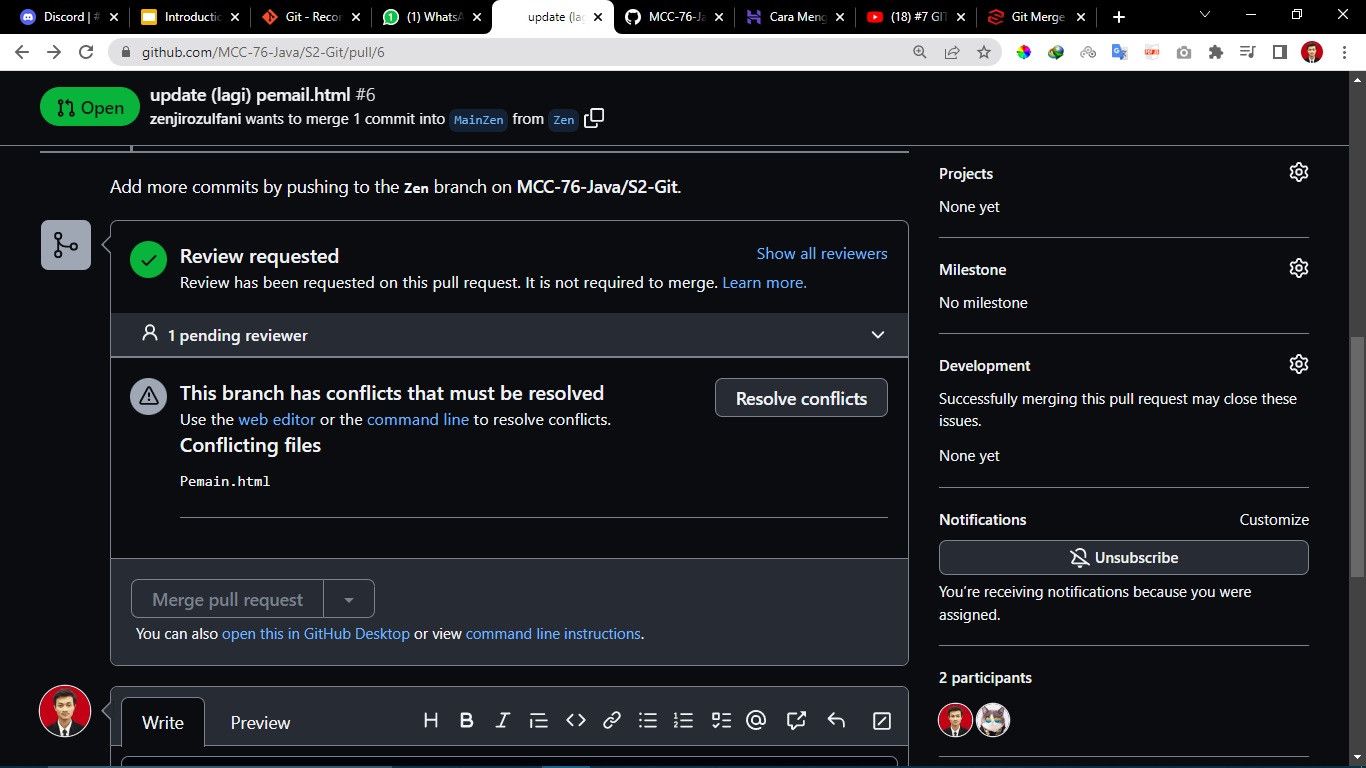 Discord | #
Introductic
Git - Recor
(1) WhatsA
update (lag
MCC-76-Ja
Cara Meng
(18) #7 GIT
Git Merge
github.com/MCC-76-Java/S2-Git/pull/6
Open
update (lagi) pemail.html #6
zenjirozulfani wants to merge 1 commit into MainZen from Zen
Add more commits by pushing to the Zen branch on MCC-76-Java/S2-Git.
Review requested
Show all reviewers
Review has been requested on this pull request. It is not required to merge. Learn more.
1 pending reviewer
This branch has conflicts that must be resolved
Resolve conflicts
Use the web editor or the command line to resolve conflicts.
Conflicting files
Pemain.html
Merge pull request
You can also open this in GitHub Desktop or view command line instructions.
Write
Preview
Projects
None yet
Milestone
No milestone
Development
Successfully merging this pull request may close these
issues.
None yet
Notifications
Customize
Unsubscribe
You're receiving notifications because you were
assigned.
2 participants